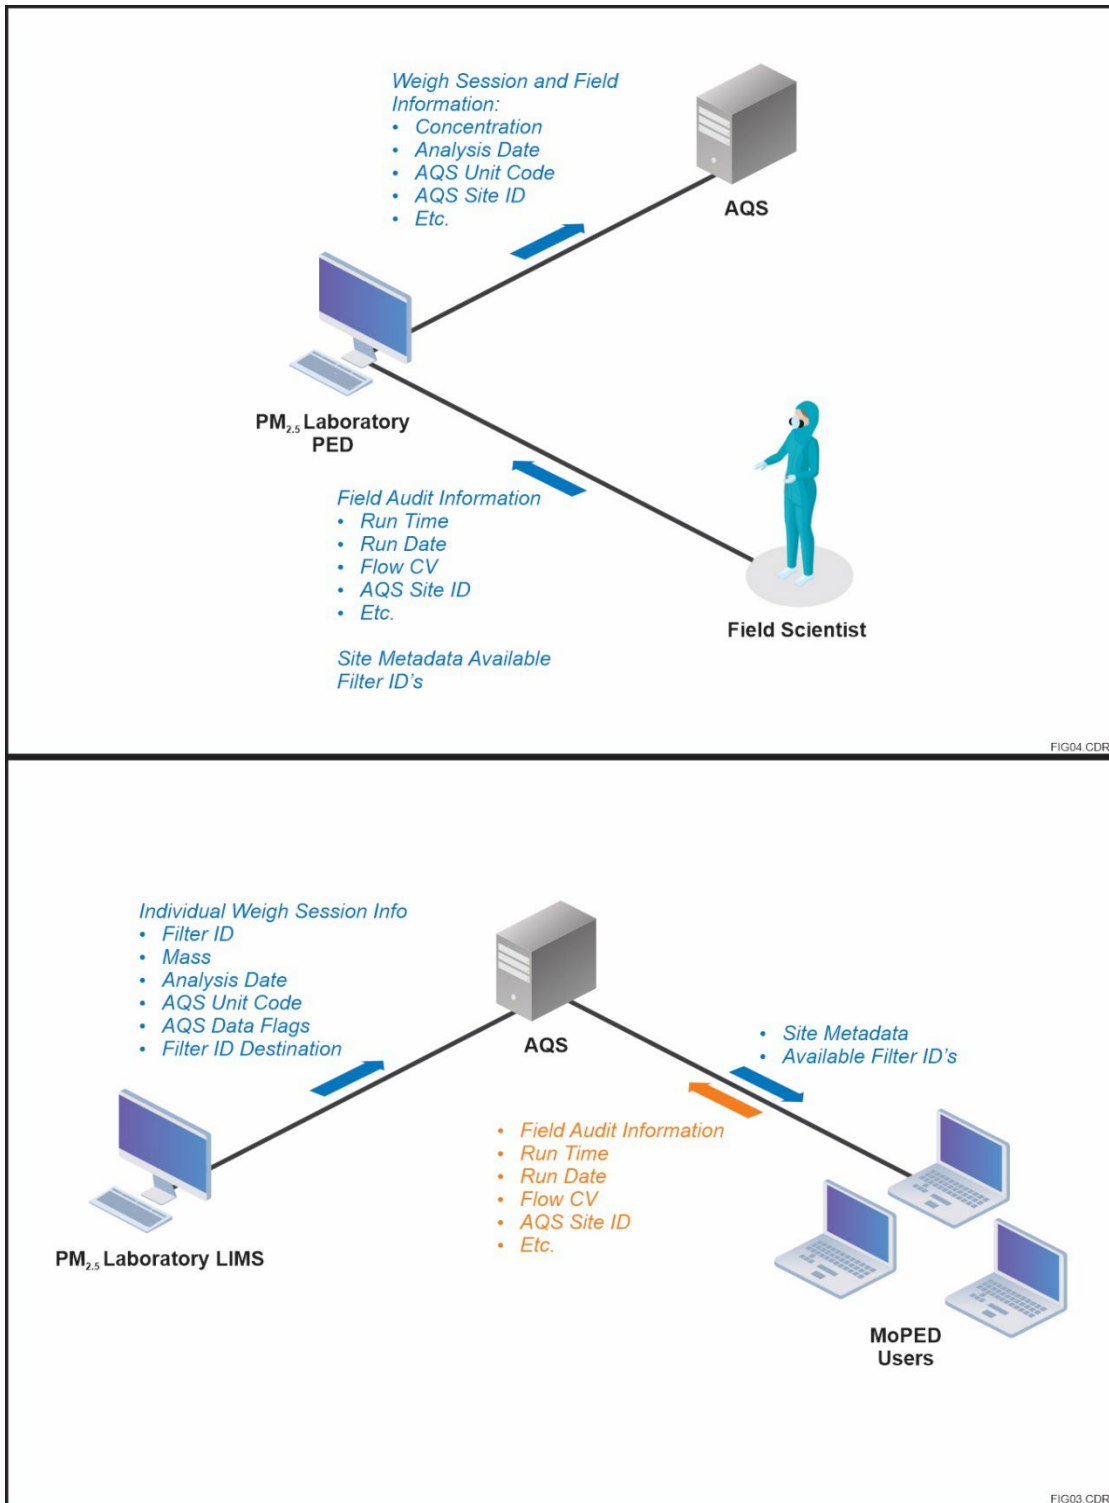 Weigh Session and Field
Information:
• Concentration
• Analysis Date
• AQS Unit Code
• AQS Site ID
• Etc.
AQS
PM2.5 Laboratory
PED
Field Audit Information
• Run Time
• Run Date
• Flow CV
• AQS Site ID
• Etc.
Site Metadata Available
Filter ID's
Field Scientist
FIG04.CDR
Individual Weigh Session Info
• Filter ID
• Mass
• Analysis Date
• AQS Unit Code
• AQS Data Flags
• Filter ID Destination
AQS
• Site Metadata
• Available Filter ID's
• Field Audit Information
• Run Time
• Run Date
• Flow CV
• AQS Site ID
• Etc.
PM2.5 Laboratory LIMS
MoPED
Users
FIG03.CDR